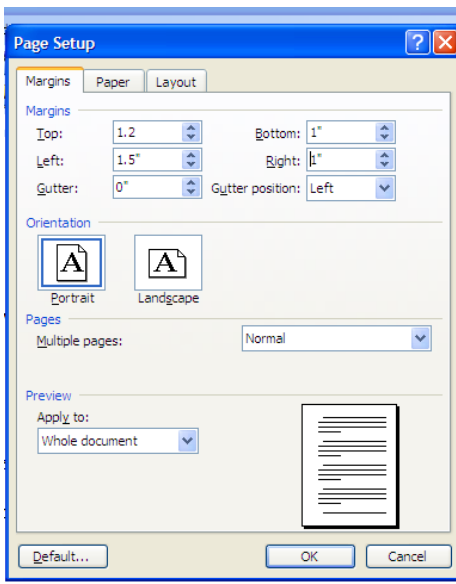 Page Setup
Margins Paper Layout
Margins
Top: 1.2 Bottom: 1"
Left: 1.5" Right: 1"
Gutter: 0" Gutter position: Left
Orientation
A A
Portrait Landscape
Pages
Multiple pages: Normal
Preview
Apply to:
Whole document
Default... OK Cancel